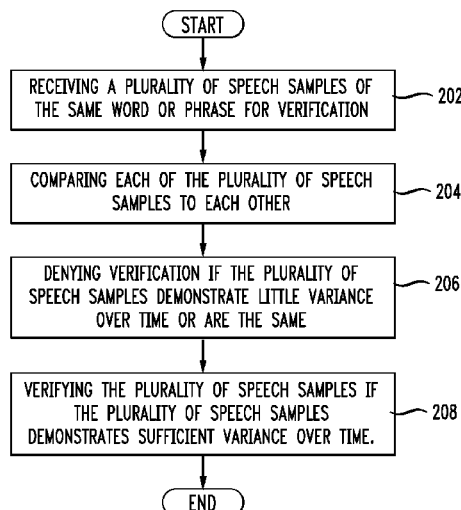 START
RECEIVING A PLURALITY OF SPEECH SAMPLES OF
THE SAME WORD OR PHRASE FOR VERIFICATION
202
COMPARING EACH OF THE PLURALITY OF SPEECH
SAMPLES TO EACH OTHER
204
DENYING VERIFICATION IF THE PLURALITY OF
SPEECH SAMPLES DEMONSTRATE LITTLE VARIANCE
OVER TIME OR ARE THE SAME
206
VERIFYING THE PLURALITY OF SPEECH SAMPLES IF
THE PLURALITY OF SPEECH SAMPLES
DEMONSTRATES SUFFICIENT VARIANCE OVER TIME.
208
END